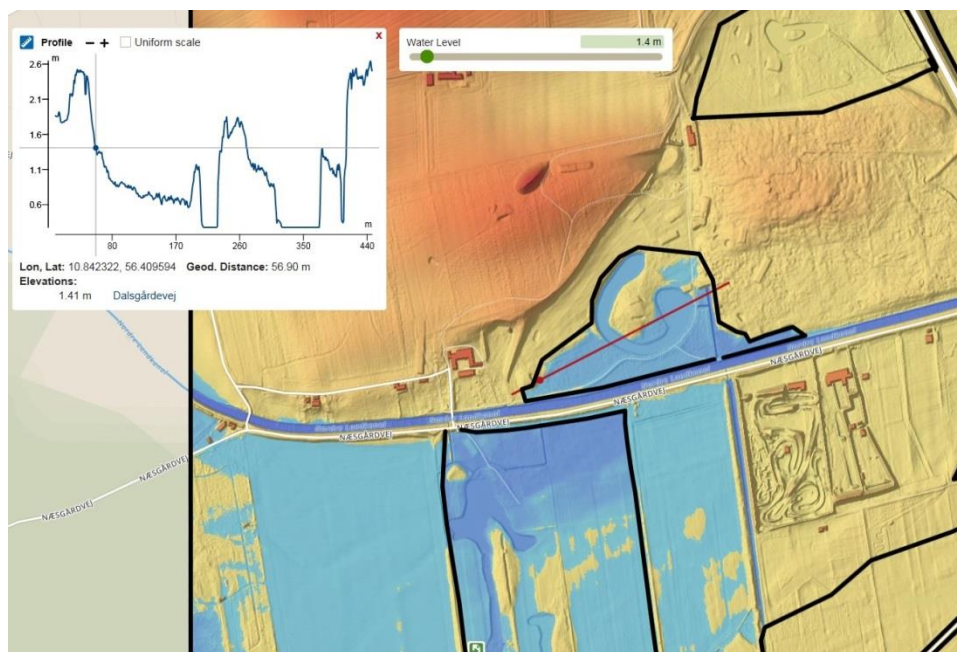 Profile − + Uniform scale x
m
2.6
2.1
1.6
1.1
0.6
m
80 170 260 350 440
Lon, Lat: 10.842322, 56.409594 Geod. Distance: 56.90 m
Elevations:
1.41 m Dalsgårdevej
Water Level 1.4 m
NÆSGÅRDVEJ
NÆSGÅRDVEJ
NÆSGÅRDVEJ
NÆSGÅRDVEJ
NÆSGÅRDVEJ
NÆSGÅRDVEJ